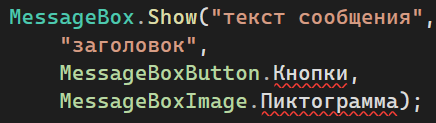 MessageBox.Show("текст сообщения",
"заголовок",
MessageBoxButton.Кнопки,
MessageBoxImage.Пиктограмма);